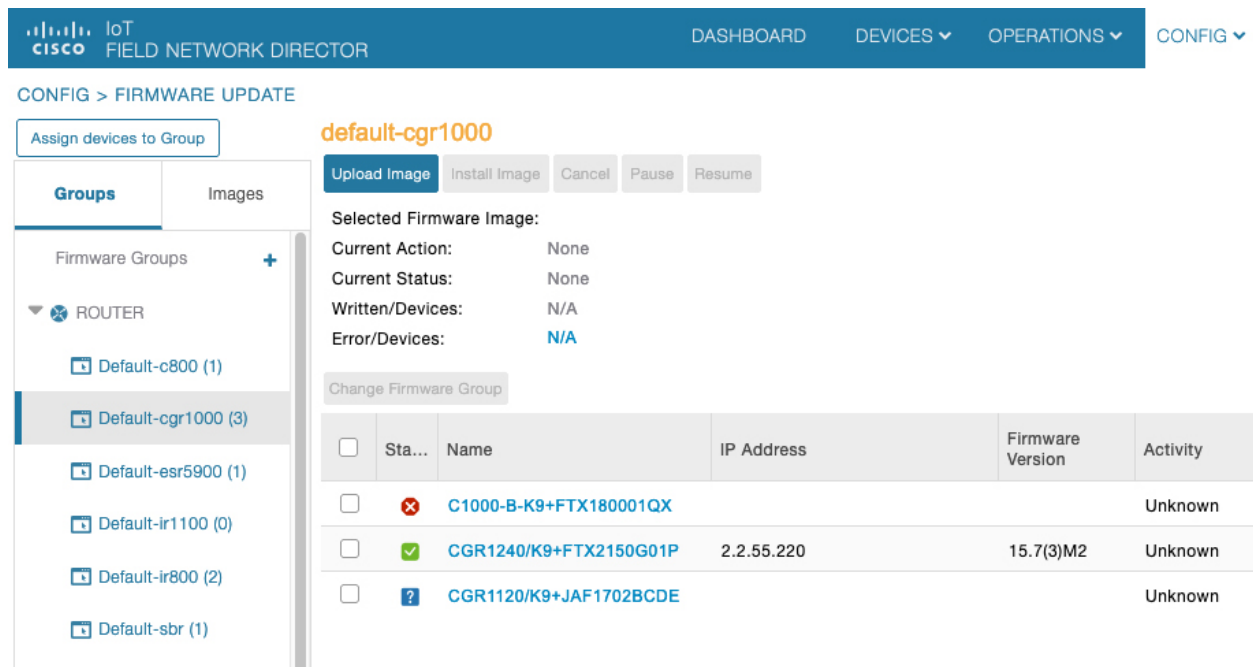 IoT
CISCO FIELD NETWORK DIRECTOR
DASHBOARD DEVICES OPERATIONS CONFIG
CONFIG > FIRMWARE UPDATE
Assign devices to Group
Groups Images
Firmware Groups +
ROUTER
Default-c800 (1)
Default-cgr1000 (3)
Default-esr5900 (1)
Default-ir1100 (0)
Default-ir800 (2)
Default-sbr (1)
default-cgr1000
Upload Image Install Image Cancel Pause Resume
Selected Firmware Image:
Current Action: None
Current Status: None
Written/Devices: N/A
Error/Devices: N/A
Change Firmware Group
Sta... Name IP Address Firmware Version Activity
C1000-B-K9+FTX180001QX Unknown
CGR1240/K9+FTX2150G01P 2.2.55.220 15.7(3)M2 Unknown
? CGR1120/K9+JAF1702BCDE Unknown